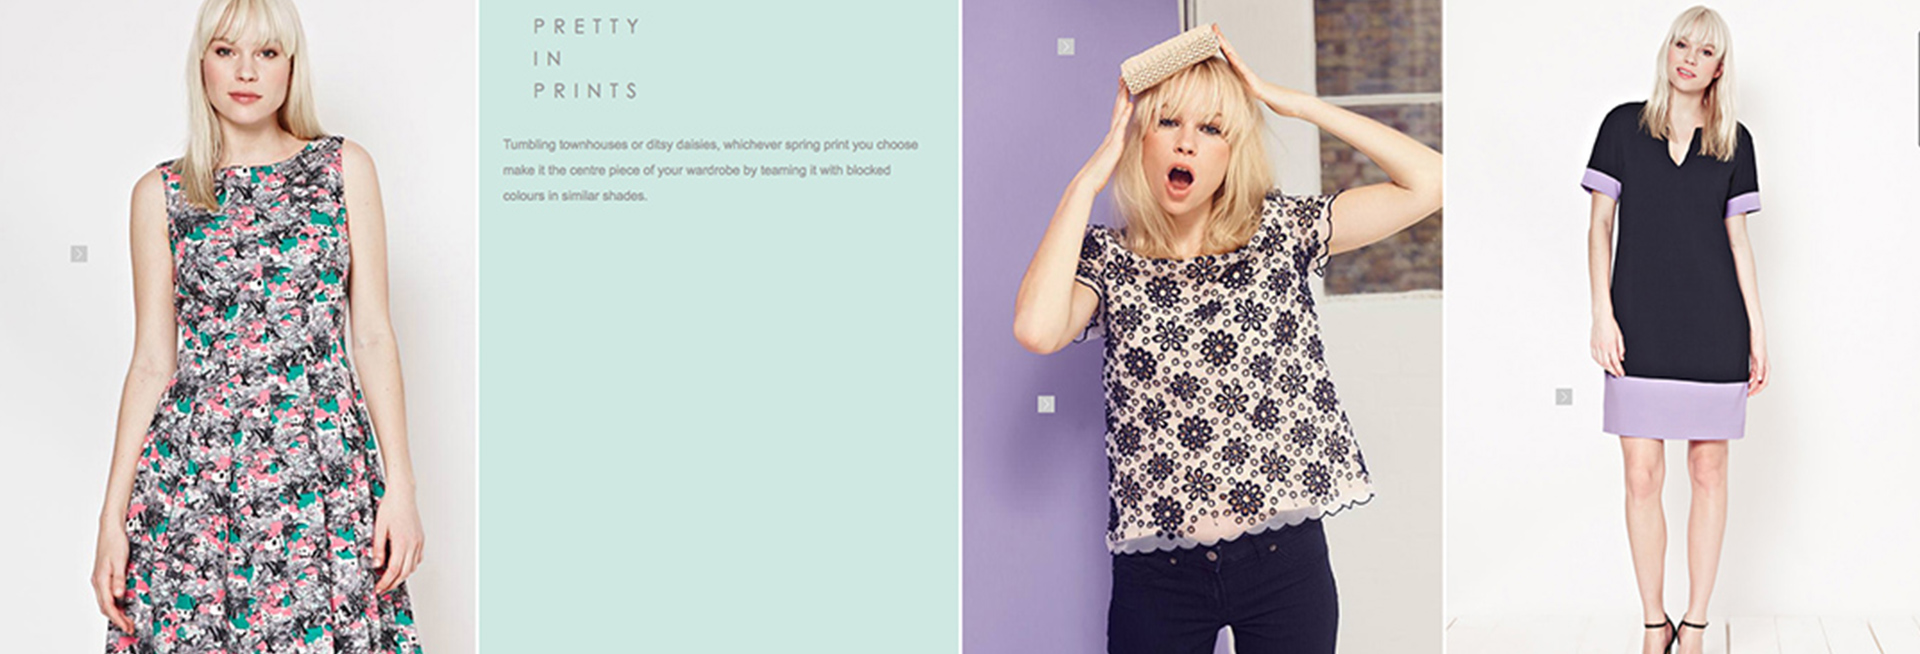 PRETTY
IN
PRINTS
Tumbling townhouses or ditsy daisies, whichever spring print you choose
make it the centre piece of your wardrobe by teaming it with blocked
colours in similar shades.